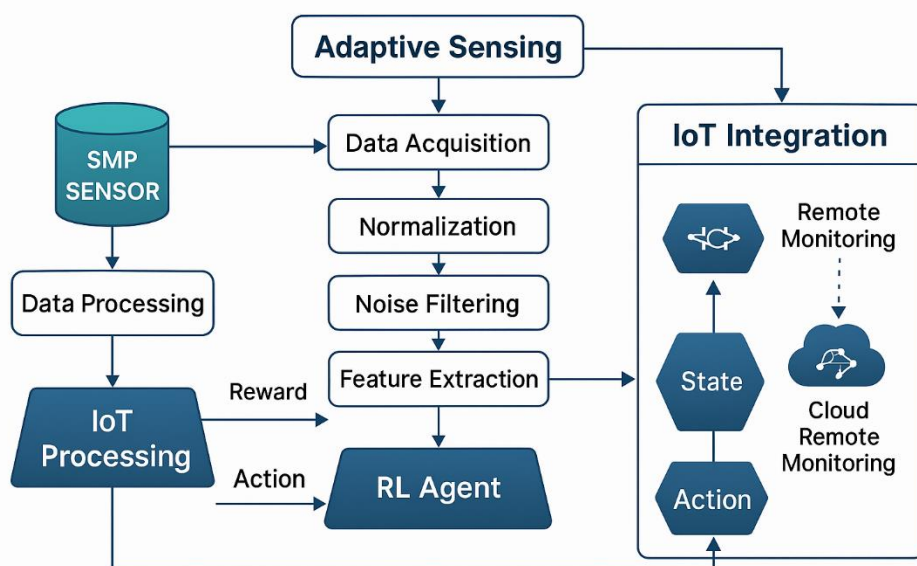 Adaptive Sensing
SMP
SENSOR
Data Acquisition
Normalization
Noise Filtering
Feature Extraction
RL Agent
Data Processing
IoT
Processing
Reward
Action
IoT Integration
Remote
Monitoring
State
Action
Cloud
Remote
Monitoring